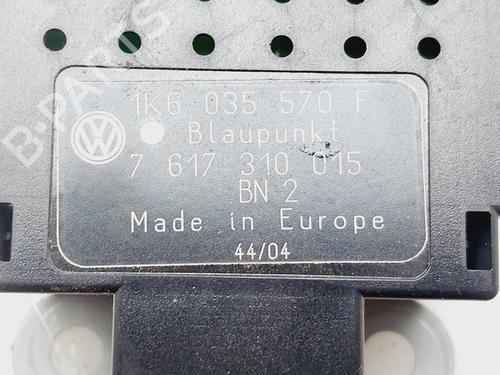 B-PARTS
1K6 035 570 F
Blaupunkt
7 617 310 015
BN 2
Made in Europe
44/04